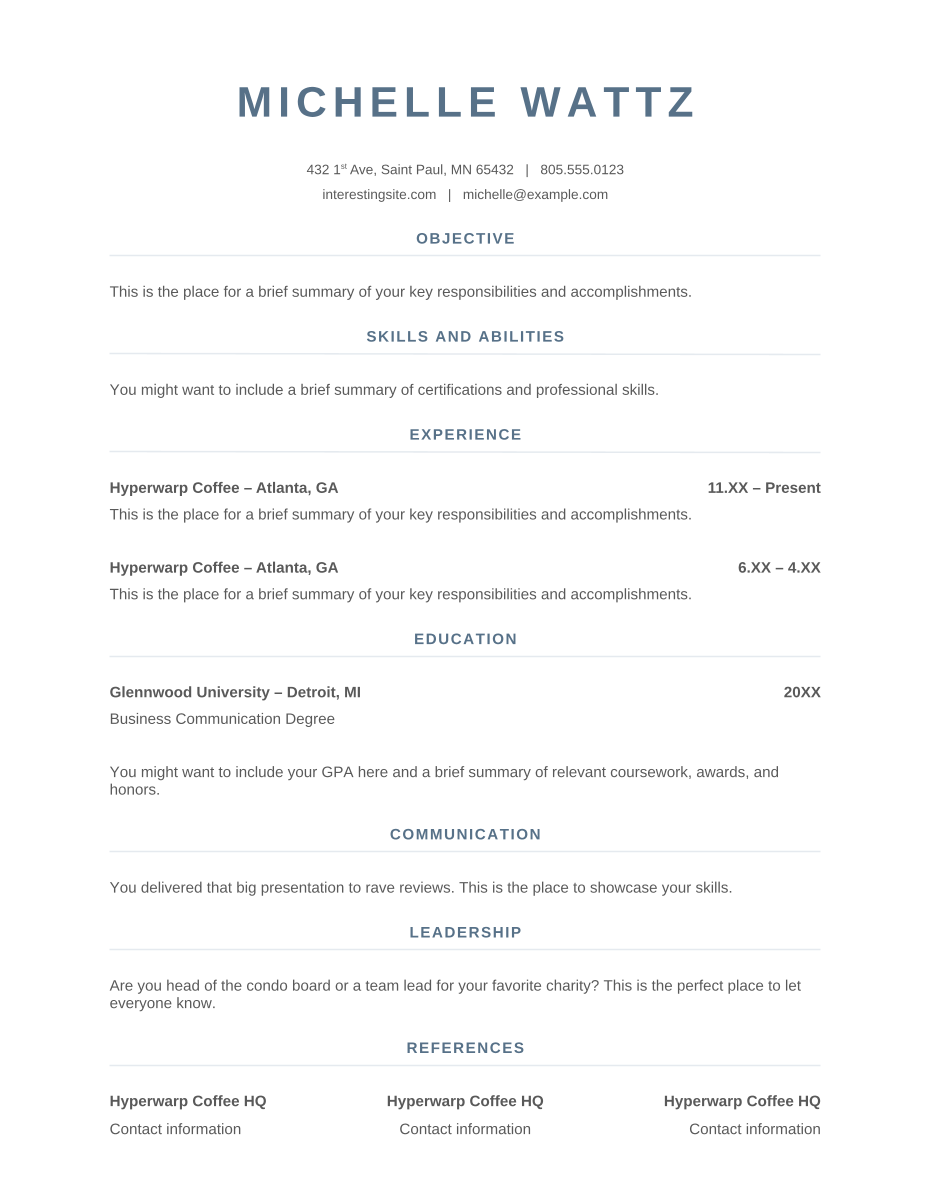 MICHELLE WATTZ
432 1st Ave, Saint Paul, MN 65432 | 805.555.0123
interestingsite.com | michelle@example.com
OBJECTIVE
This is the place for a brief summary of your key responsibilities and accomplishments.
SKILLS AND ABILITIES
You might want to include a brief summary of certifications and professional skills.
EXPERIENCE
Hyperwarp Coffee – Atlanta, GA 11.XX – Present
This is the place for a brief summary of your key responsibilities and accomplishments.
Hyperwarp Coffee – Atlanta, GA 6.XX – 4.XX
This is the place for a brief summary of your key responsibilities and accomplishments.
EDUCATION
Glennwood University – Detroit, MI 20XX
Business Communication Degree
You might want to include your GPA here and a brief summary of relevant coursework, awards, and
honors.
COMMUNICATION
You delivered that big presentation to rave reviews. This is the place to showcase your skills.
LEADERSHIP
Are you head of the condo board or a team lead for your favorite charity? This is the perfect place to let
everyone know.
REFERENCES
Hyperwarp Coffee HQ Hyperwarp Coffee HQ Hyperwarp Coffee HQ
Contact information Contact information Contact information